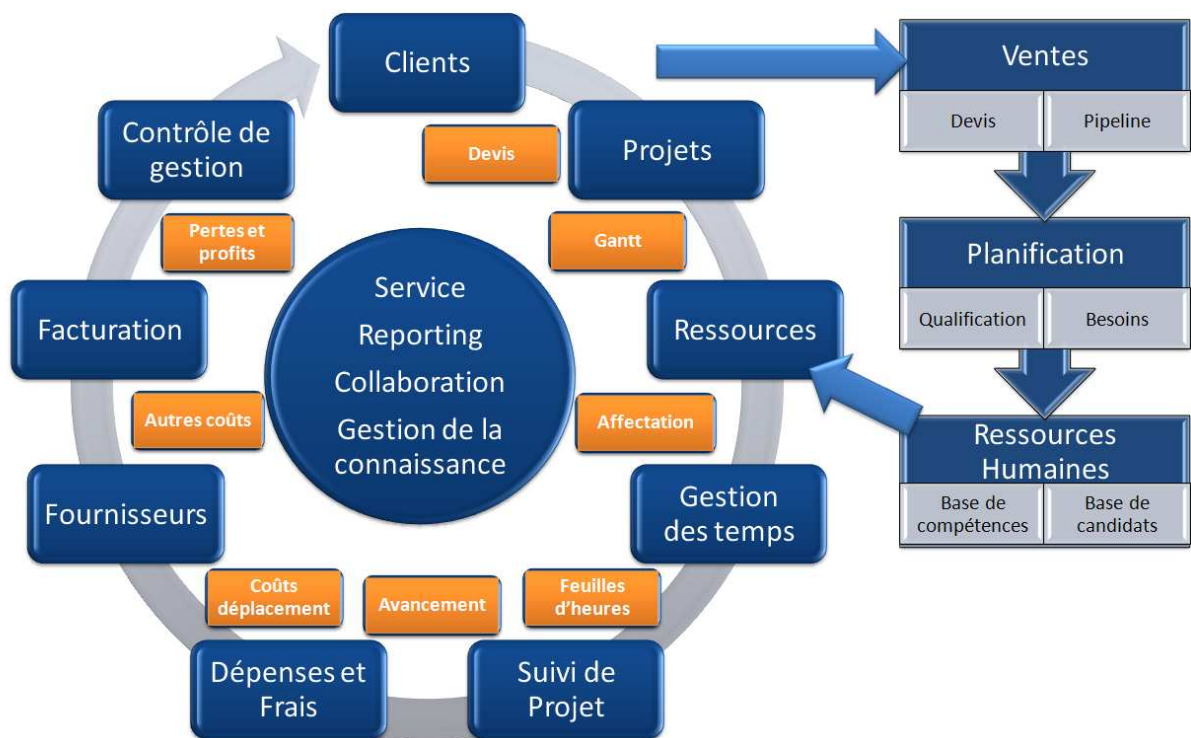 Clients
Projets
Ressources
Gestion
des temps
Suivi de
Projet
Dépenses et
Frais
Fournisseurs
Facturation
Contrôle de
gestion
Devis
Gantt
Affectation
Feuilles
d'heures
Avancement
Coûts
déplacement
Autres coûts
Pertes et
profits
Service
Reporting
Collaboration
Gestion de la
connaissance
Ventes
Devis
Pipeline
Planification
Qualification
Besoins
Ressources
Humaines
Base de
compétences
Base de
candidats